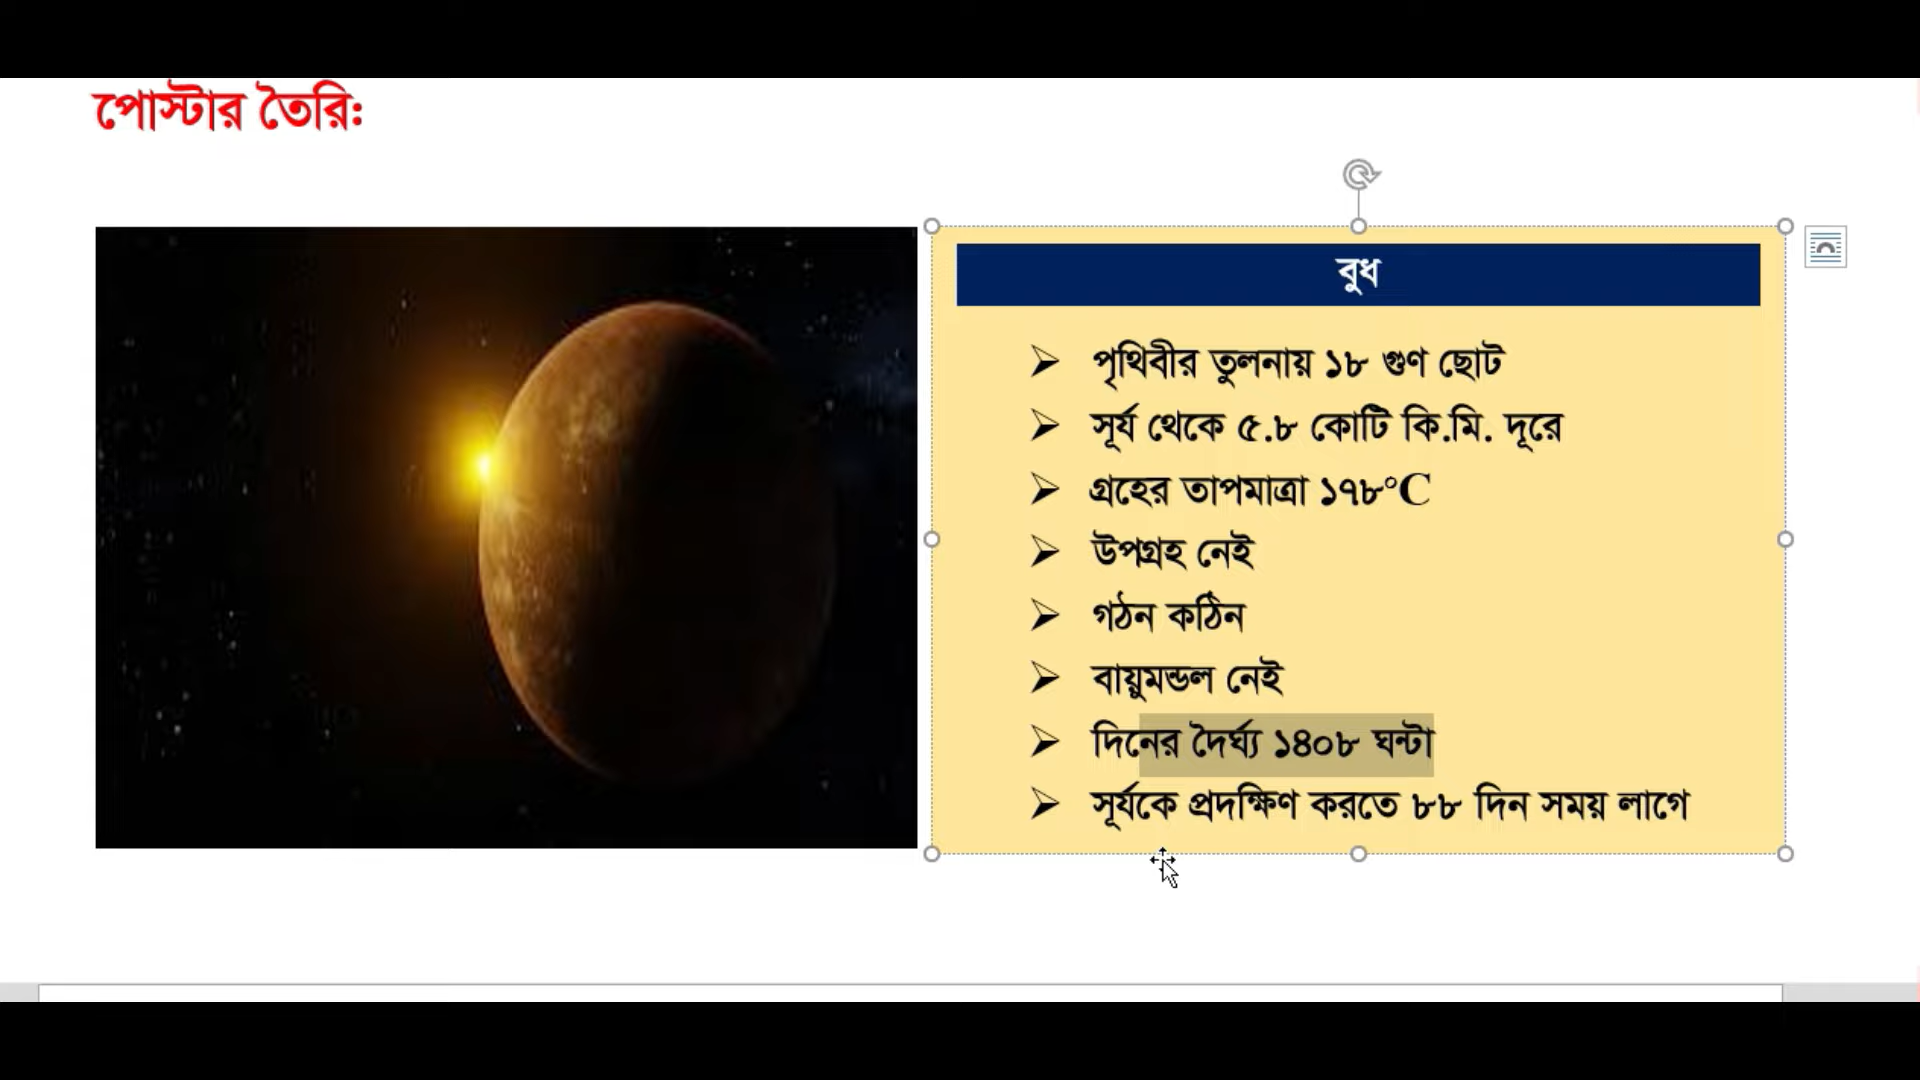 পোস্টার তৈরি:
বুধ
➢ পৃথিবীর তুলনায় ১৮ গুণ ছোট
➢ সূর্য থেকে ৫.৮ কোটি কি.মি. দূরে
➢ গ্রহের তাপমাত্রা ১৭৮°C
➢ উপগ্রহ নেই
➢ গঠন কঠিন
➢ বায়ুমন্ডল নেই
➢ দিনের দৈর্ঘ্য ১৪০৮ ঘন্টা
➢ সূর্যকে প্রদক্ষিণ করতে ৮৮ দিন সময় লাগে